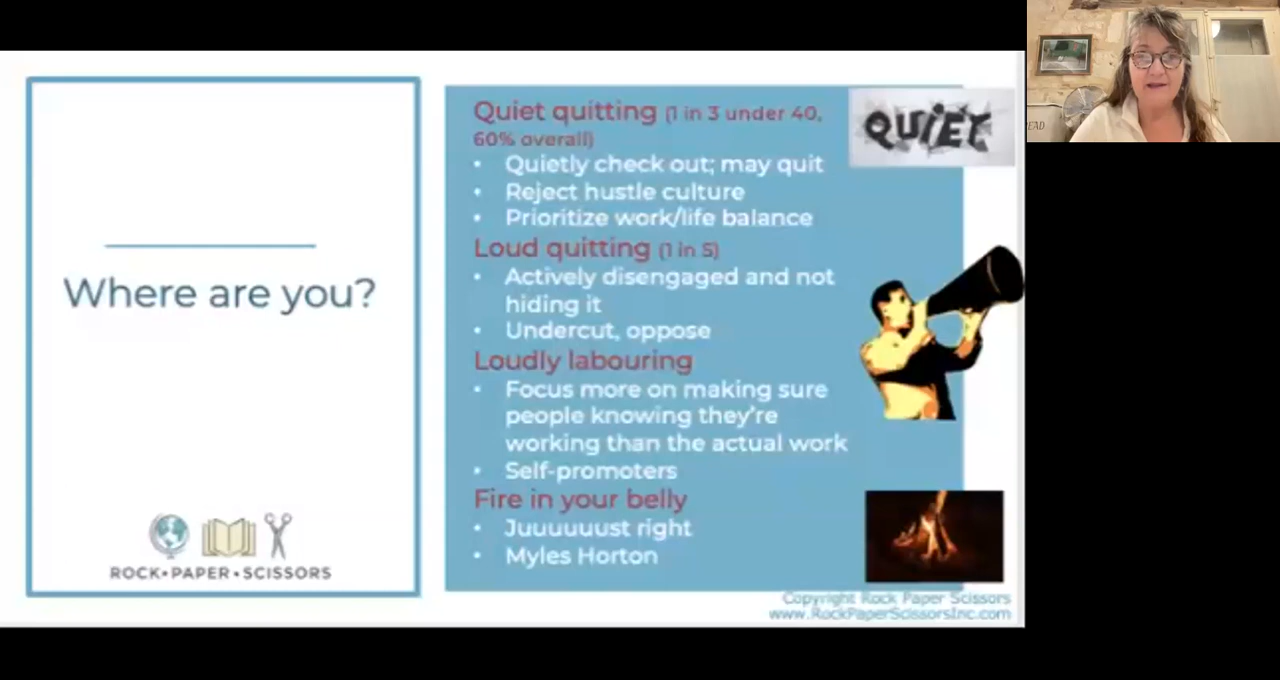 Where are you?
ROCK•PAPER•SCISSORS
Quiet quitting (1 in 3 under 40,
60% overall)
• Quietly check out; may quit
• Reject hustle culture
• Prioritize work/life balance
Loud quitting (1 in 5)
• Actively disengaged and not
hiding it
• Undercut, oppose
Loudly labouring
• Focus more on making sure
people knowing they're
working than the actual work
• Self-promoters
Fire in your belly
• Juuuuuust right
• Myles Horton
QUIET
Copyright Rock Paper Scissors
www.RockPaperScissorsInc.com
EAD